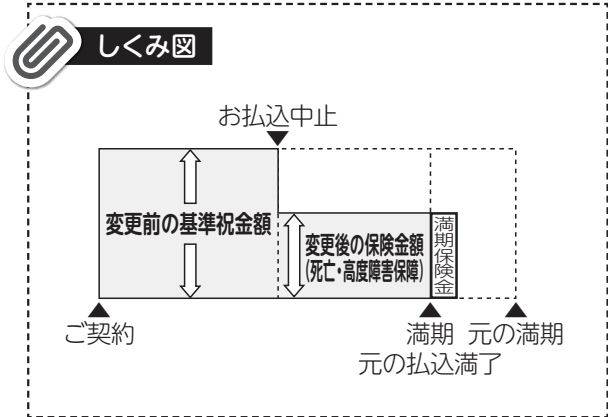 しくみ図
お払込中止
変更前の基準祝金額
変更後の保険金額
(死亡・高度障害保障)
満期保険金
ご契約
満期
元の満期
元の払込満了